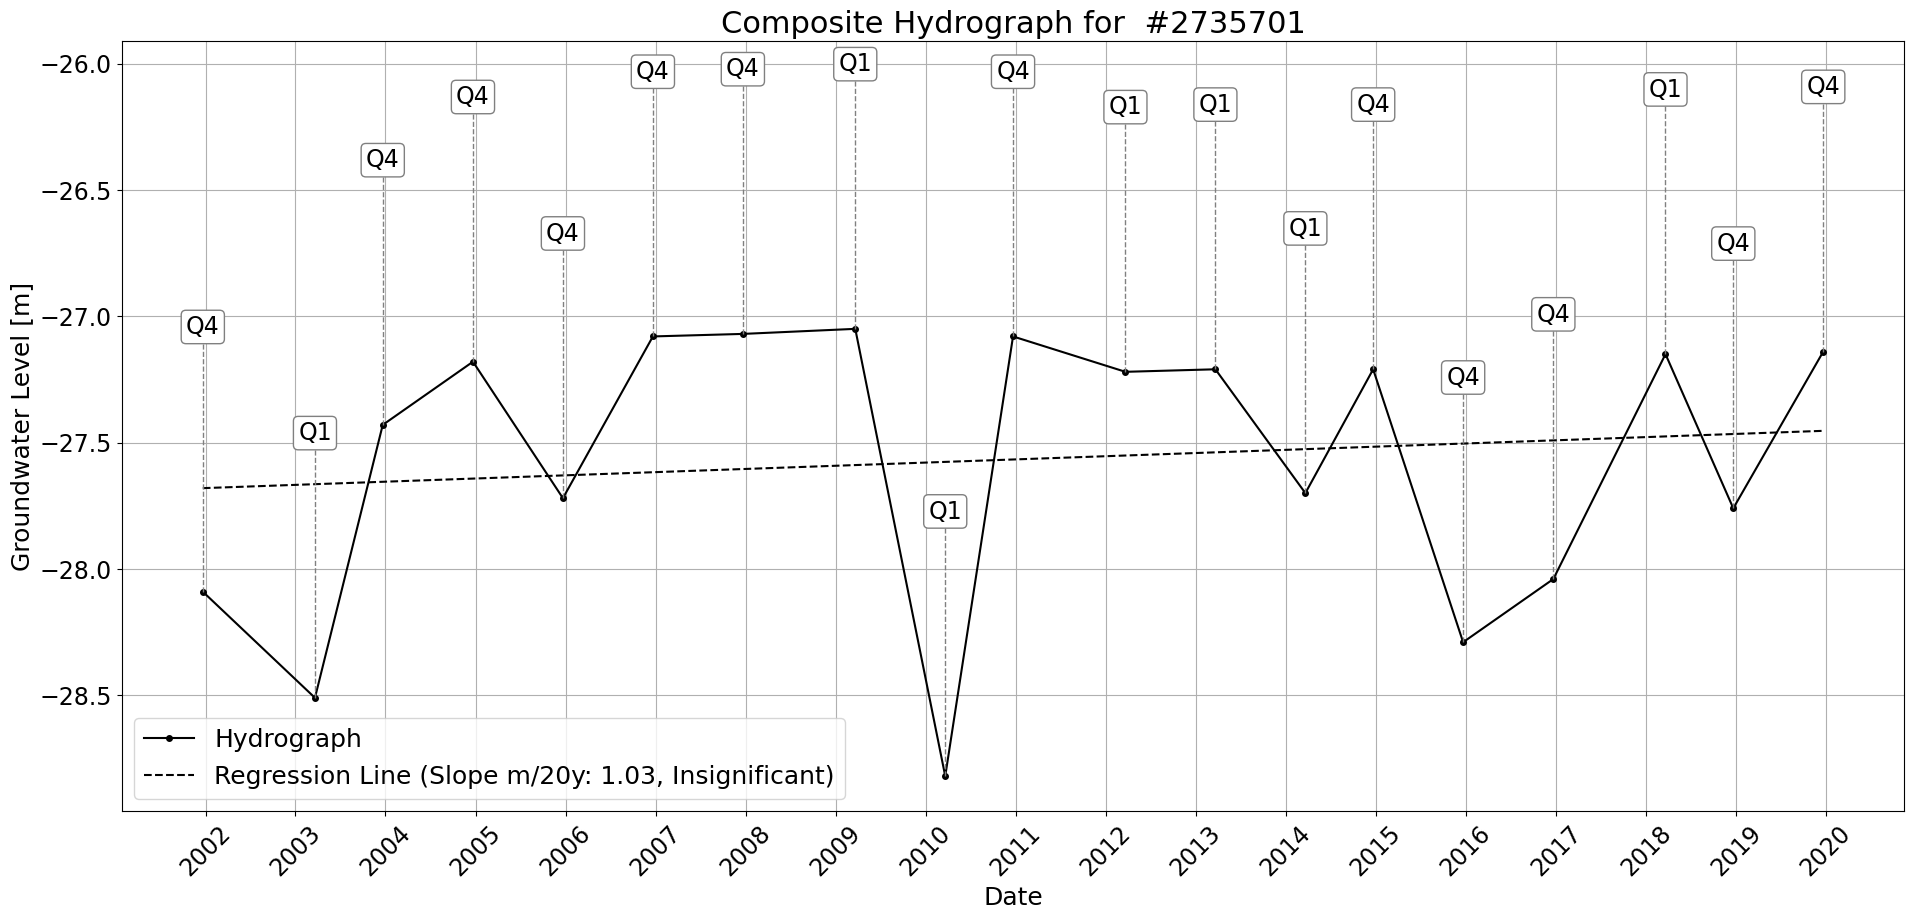 Composite Hydrograph for  #2735701
Groundwater Level [m]
−26.0
−26.5
−27.0
−27.5
−28.0
−28.5
Q4
Q1
Q4
Q4
Q4
Q4
Q4
Q1
Q1
Q4
Q1
Q1
Q1
Q4
Q4
Q4
Q1
Q4
Q4
Hydrograph
Regression Line (Slope m/20y: 1.03, Insignificant)
2002
2003
2004
2005
2006
2007
2008
2009
2010
2011
2012
2013
2014
2015
2016
2017
2018
2019
2020
Date